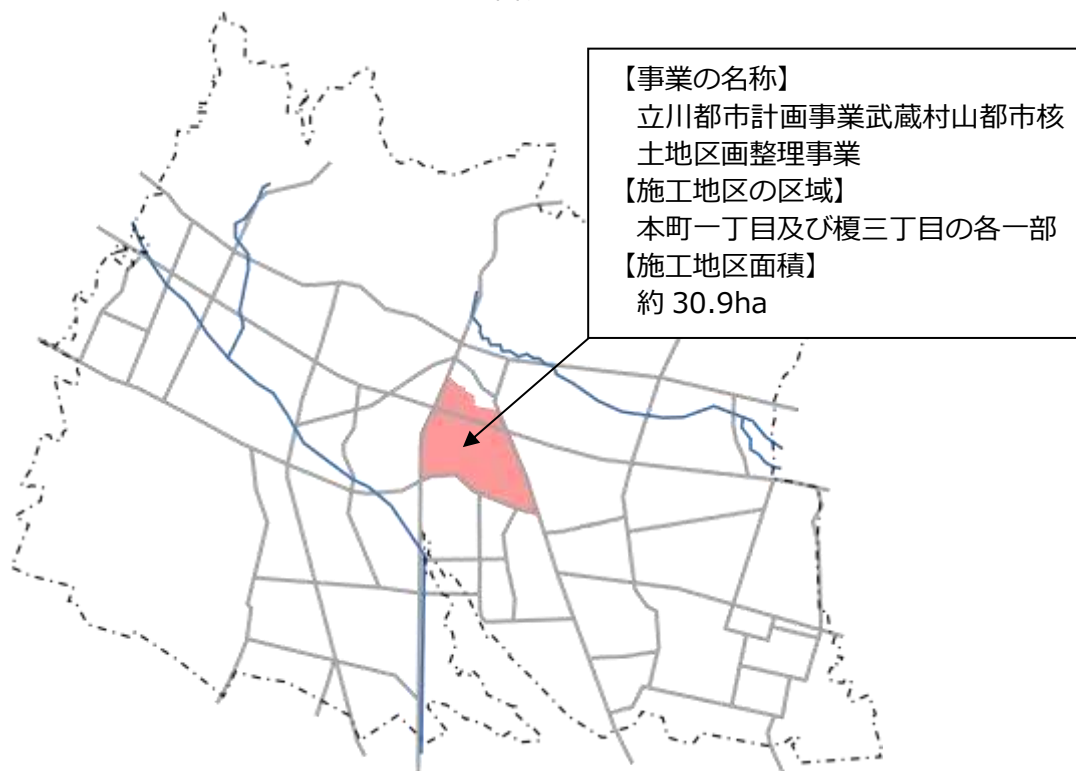 【事業の名称】
立川都市計画事業武蔵村山都市核
土地区画整理事業
【施工地区の区域】
本町一丁目及び榎三丁目の各一部
【施工地区面積】
約 30.9ha